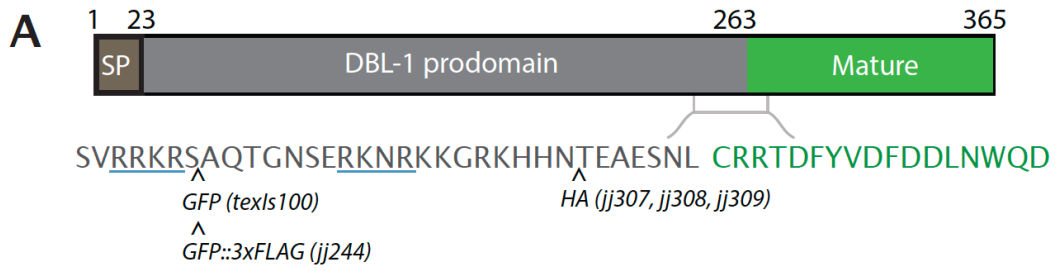 A
1 23 263 365
SP DBL-1 prodomain Mature
SVRRKRSAQTGNSERKNRKKGRKHHNTEAESNL CRRTDFYVDFDDLNWQD
^ ^
GFP (texIs100) HA (jj307, jj308, jj309)
^
GFP::3xFLAG (jj244)